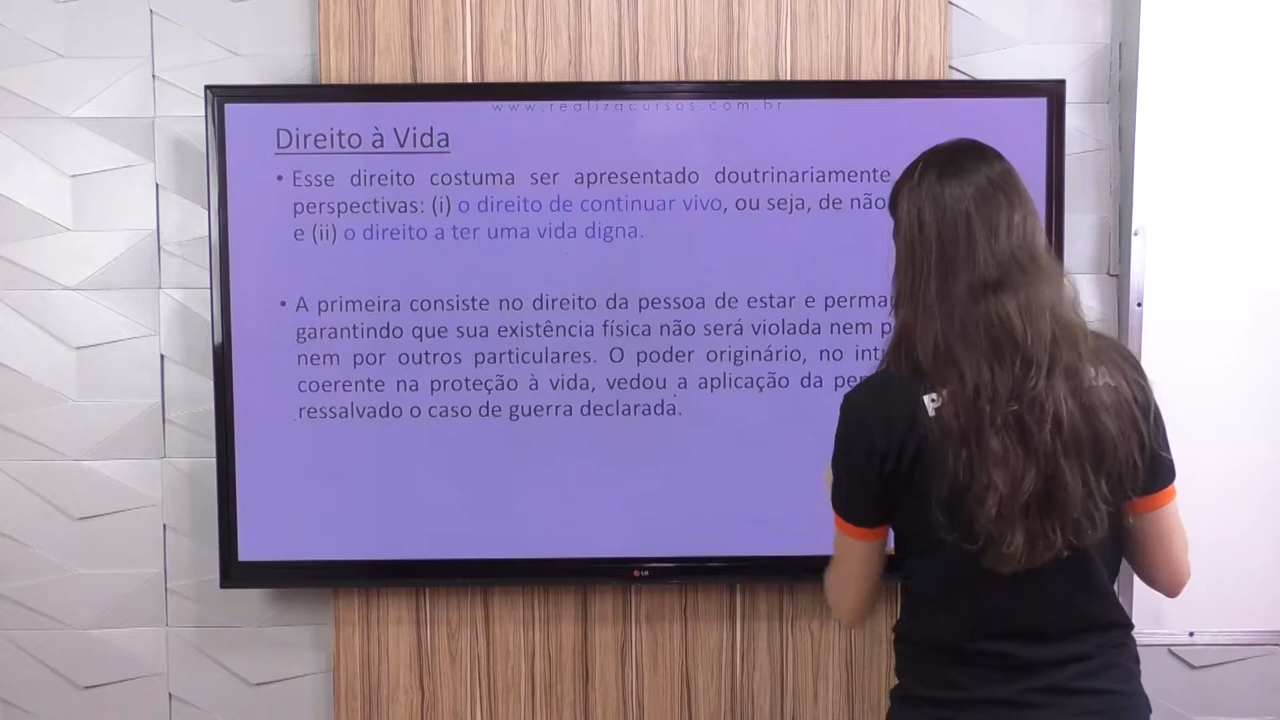 www.realizacursos.com.br
Direito à Vida
• Esse direito costuma ser apresentado doutrinariamente
perspectivas: (i) o direito de continuar vivo, ou seja, de não
e (ii) o direito a ter uma vida digna.
• A primeira consiste no direito da pessoa de estar e perma
garantindo que sua existência física não será violada nem p
nem por outros particulares. O poder originário, no int
coerente na proteção à vida, vedou a aplicação da pe
ressalvado o caso de guerra declarada.
LG